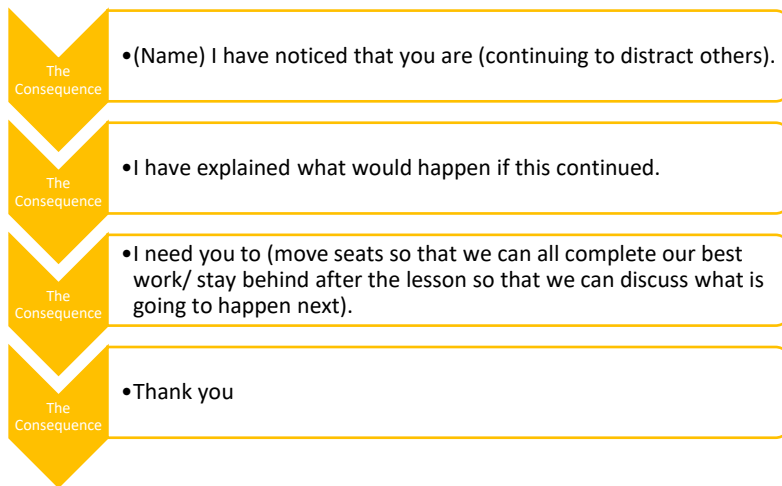 The
Consequence
•(Name) I have noticed that you are (continuing to distract others).
The
Consequence
•I have explained what would happen if this continued.
The
Consequence
•I need you to (move seats so that we can all complete our best
work/ stay behind after the lesson so that we can discuss what is
going to happen next).
The
Consequence
•Thank you